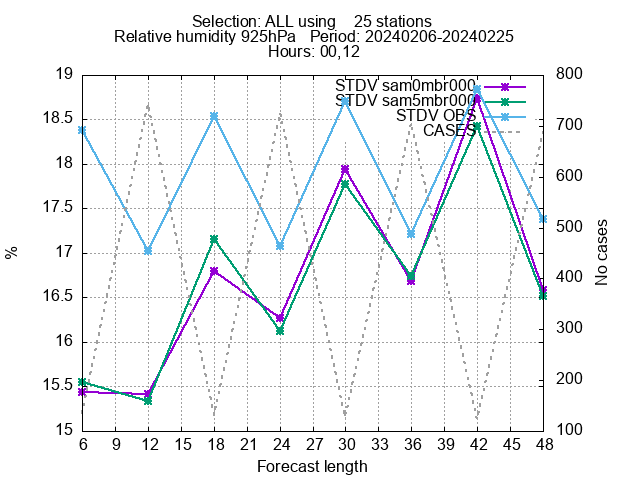 Selection: ALL using    25 stations
Relative humidity 925hPa   Period: 20240206-20240225
Hours: 00,12
STDV sam0mbr000
STDV sam5mbr000
STDV OBS
CASES
19
18.5
18
17.5
17
16.5
16
15.5
15
%
800
700
600
500
400
300
200
100
No cases
6 9 12 15 18 21 24 27 30 33 36 39 42 45 48
Forecast length